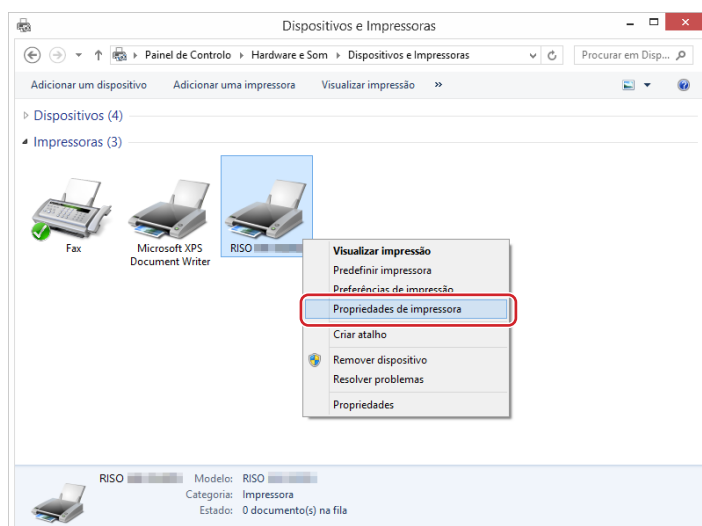 Dispositivos e Impressoras
Painel de Controlo Hardware e Som Dispositivos e Impressoras
Procurar em Disp...
Adicionar um dispositivo Adicionar uma impressora Visualizar impressão »
Dispositivos (4)
Impressoras (3)
Fax
Microsoft XPS
Document Writer
RISO
Visualizar impressão
Predefinir impressora
Preferências de impressão
Propriedades de impressora
Criar atalho
Remover dispositivo
Resolver problemas
Propriedades
RISO Modelo: RISO
Categoria: Impressora
Estado: 0 documento(s) na fila